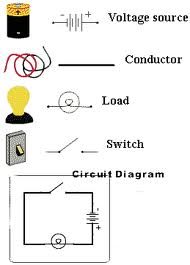 Voltage source
Conductor
Load
Switch
Circuit Diagram